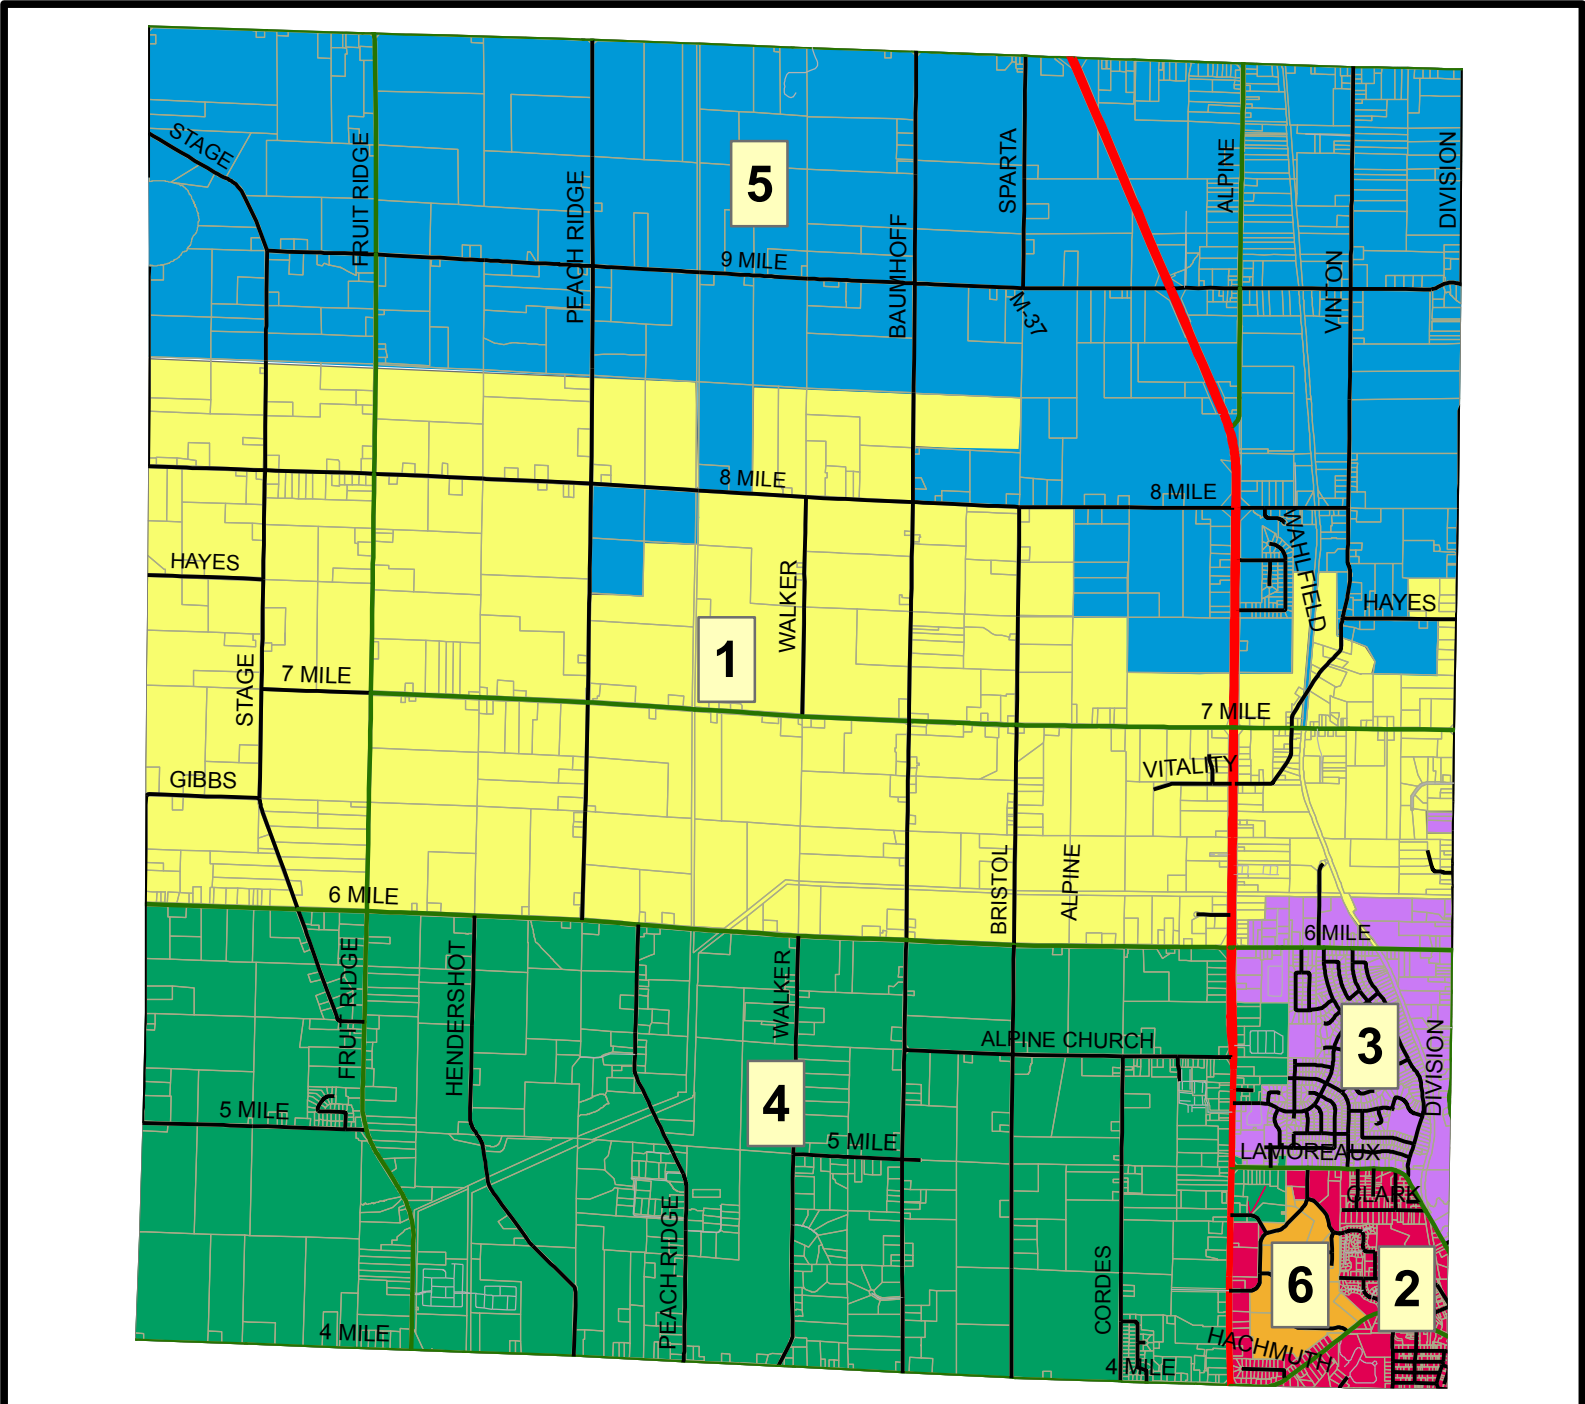 STAGE
FRUIT RIDGE
PEACH RIDGE
5
9 MILE
BAUMHOFF
SPARTA
M-37
ALPINE
VINTON
DIVISION
8 MILE
8 MILE
HAYES
WALKER
WAHLFIELD
HAYES
1
STAGE
7 MILE
7 MILE
GIBBS
VITALITY
BRISTOL
ALPINE
6 MILE
6 MILE
FRUIT RIDGE
HENDERSHOT
WALKER
ALPINE CHURCH
3
DIVISION
4
5 MILE
5 MILE
LAMOREAUX
CLARK
PEACH RIDGE
CORDES
6
2
4 MILE
4 MILE
HACHMUTH